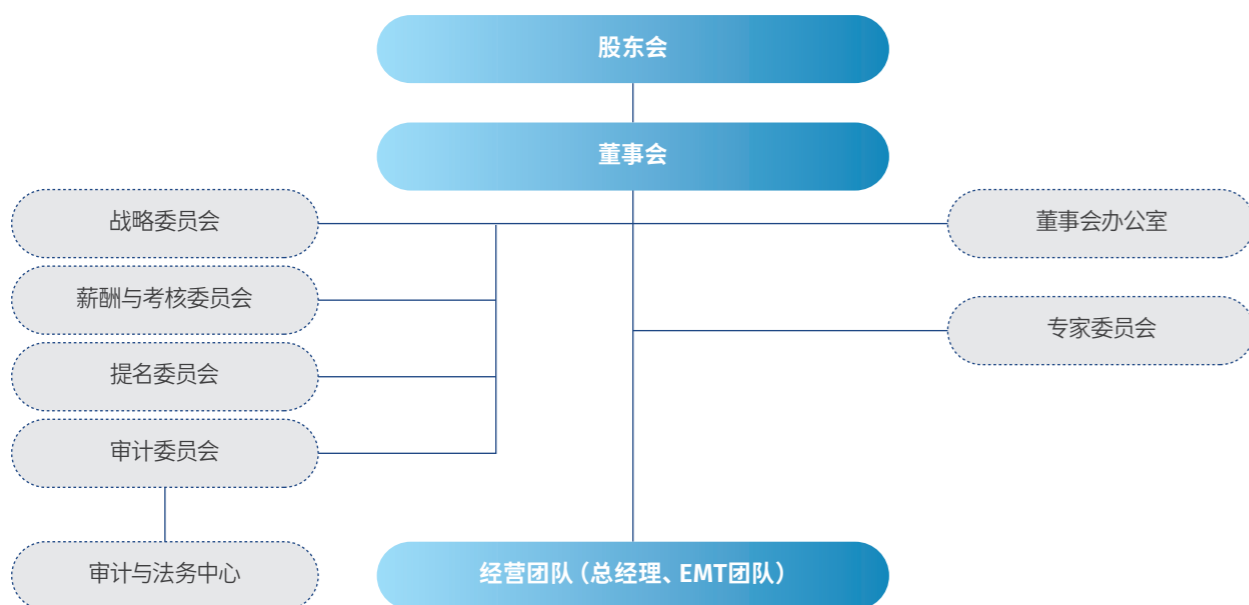 股东会
董事会
战略委员会
董事会办公室
薪酬与考核委员会
专家委员会
提名委员会
审计委员会
审计与法务中心
经营团队（总经理、EMT团队）